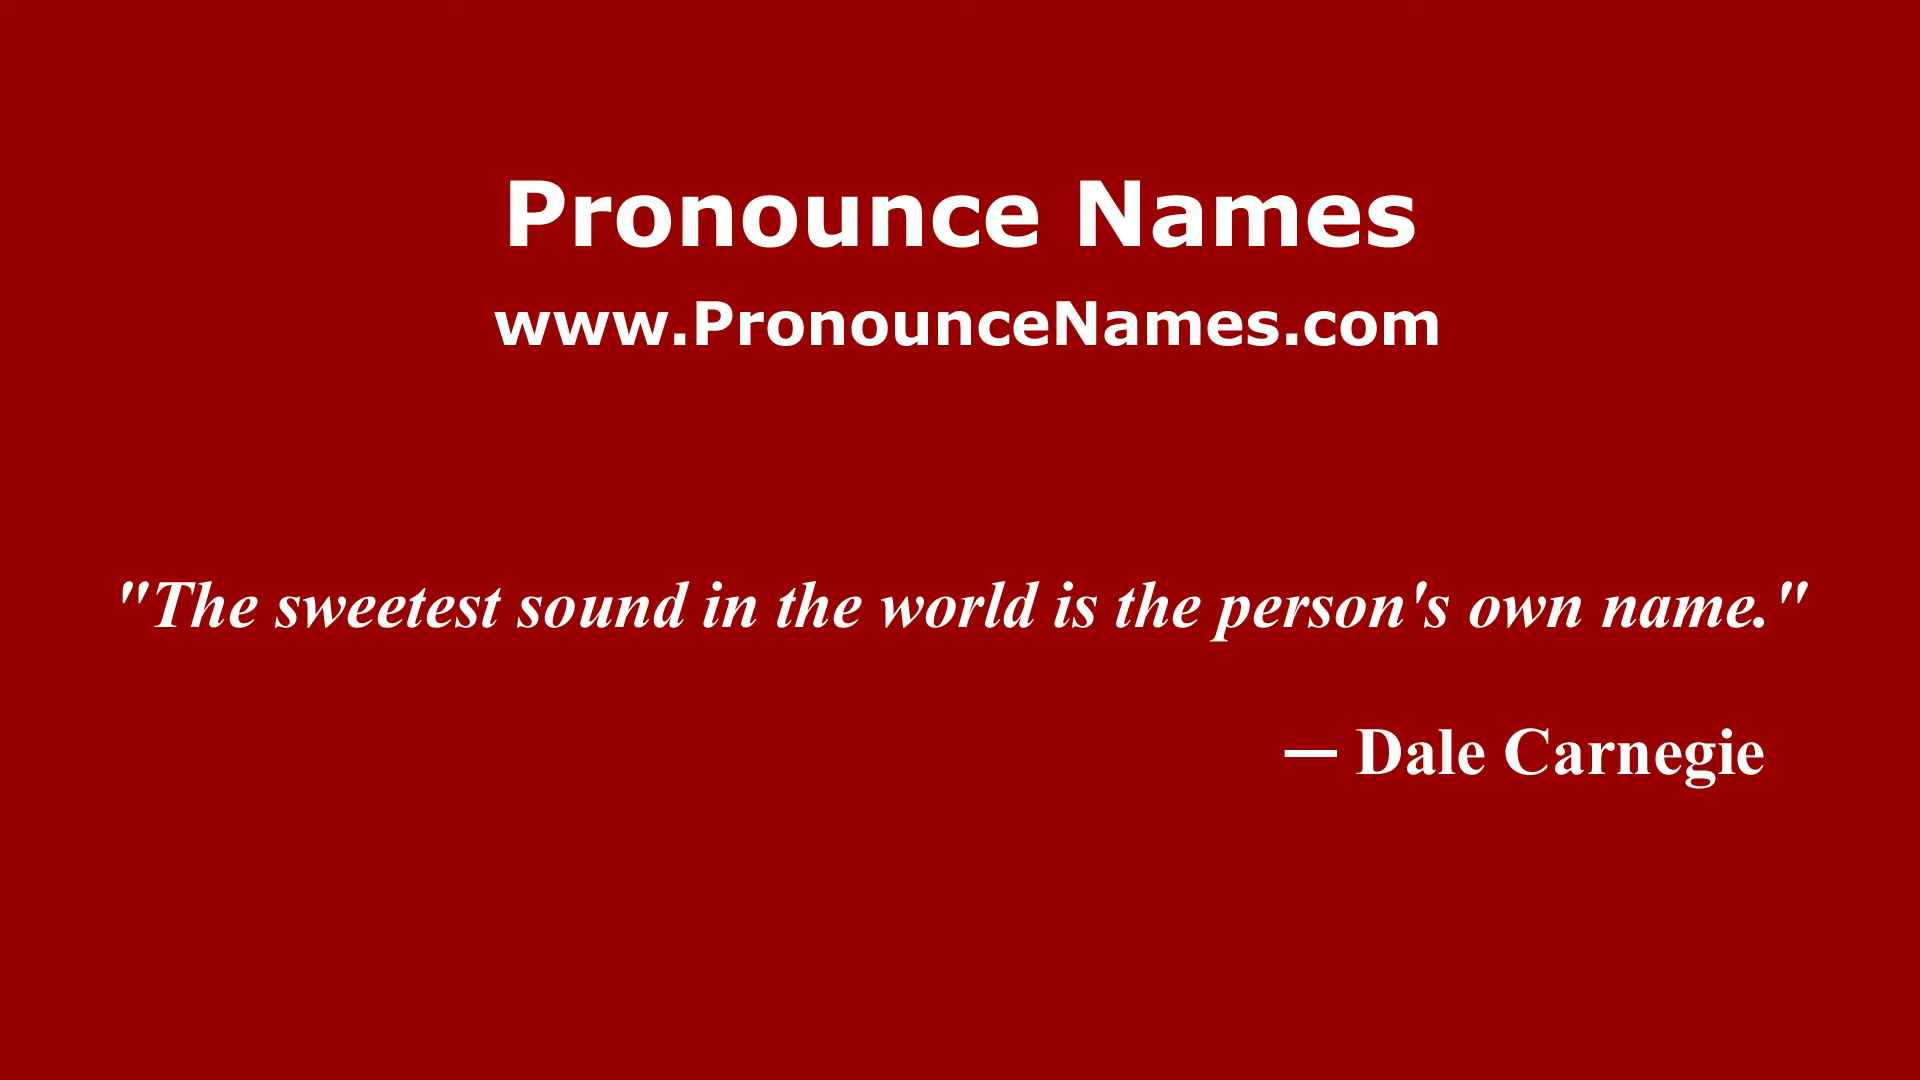 Pronounce Names
www.PronounceNames.com
"The sweetest sound in the world is the person's own name."
— Dale Carnegie